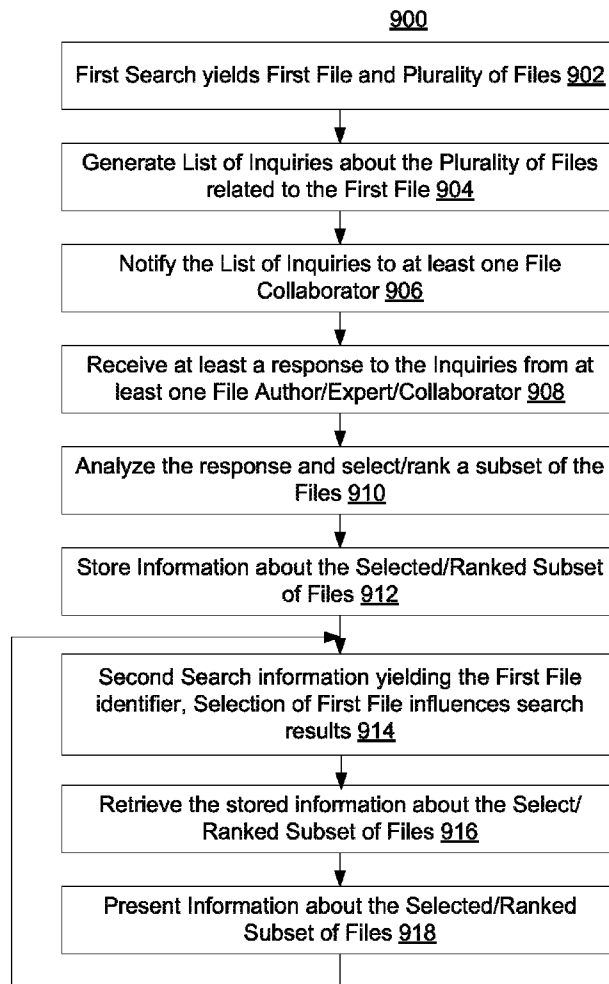 900
First Search yields First File and Plurality of Files 902
Generate List of Inquiries about the Plurality of Files
related to the First File 904
Notify the List of Inquiries to at least one File
Collaborator 906
Receive at least a response to the Inquiries from at
least one File Author/Expert/Collaborator 908
Analyze the response and select/rank a subset of the
Files 910
Store Information about the Selected/Ranked Subset
of Files 912
Second Search information yielding the First File
identifier, Selection of First File influences search
results 914
Retrieve the stored information about the Select/
Ranked Subset of Files 916
Present Information about the Selected/Ranked
Subset of Files 918